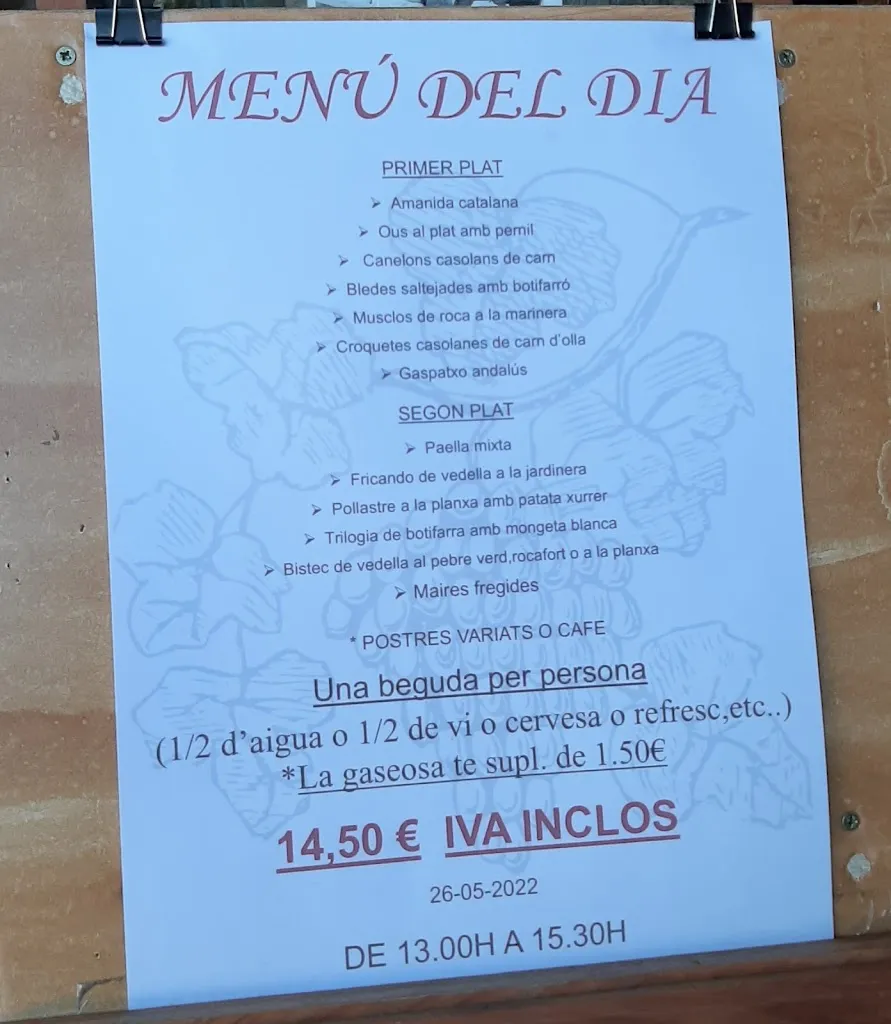 MENÚ DEL DIA
PRIMER PLAT
➢ Amanida catalana
➢ Ous al plat amb pernil
➢ Canelons casolans de carn
➢ Bledes saltejades amb botifarró
➢ Musclos de roca a la marinera
➢ Croquetes casolanes de carn d'olla
➢ Gaspatxo andalús
SEGON PLAT
➢ Paella mixta
➢ Fricando de vedella a la jardinera
➢ Pollastre a la planxa amb patata xurrer
➢ Trilogia de botifarra amb mongeta blanca
➢ Bistec de vedella al pebre verd,rocafort o a la planxa
➢ Maires fregides
* POSTRES VARIATS O CAFE
Una beguda per persona
(1/2 d'aigua o 1/2 de vi o cervesa o refresc,etc..)
*La gaseosa te supl. de 1.50€
14,50 € IVA INCLOS
26-05-2022
DE 13.00H A 15.30H